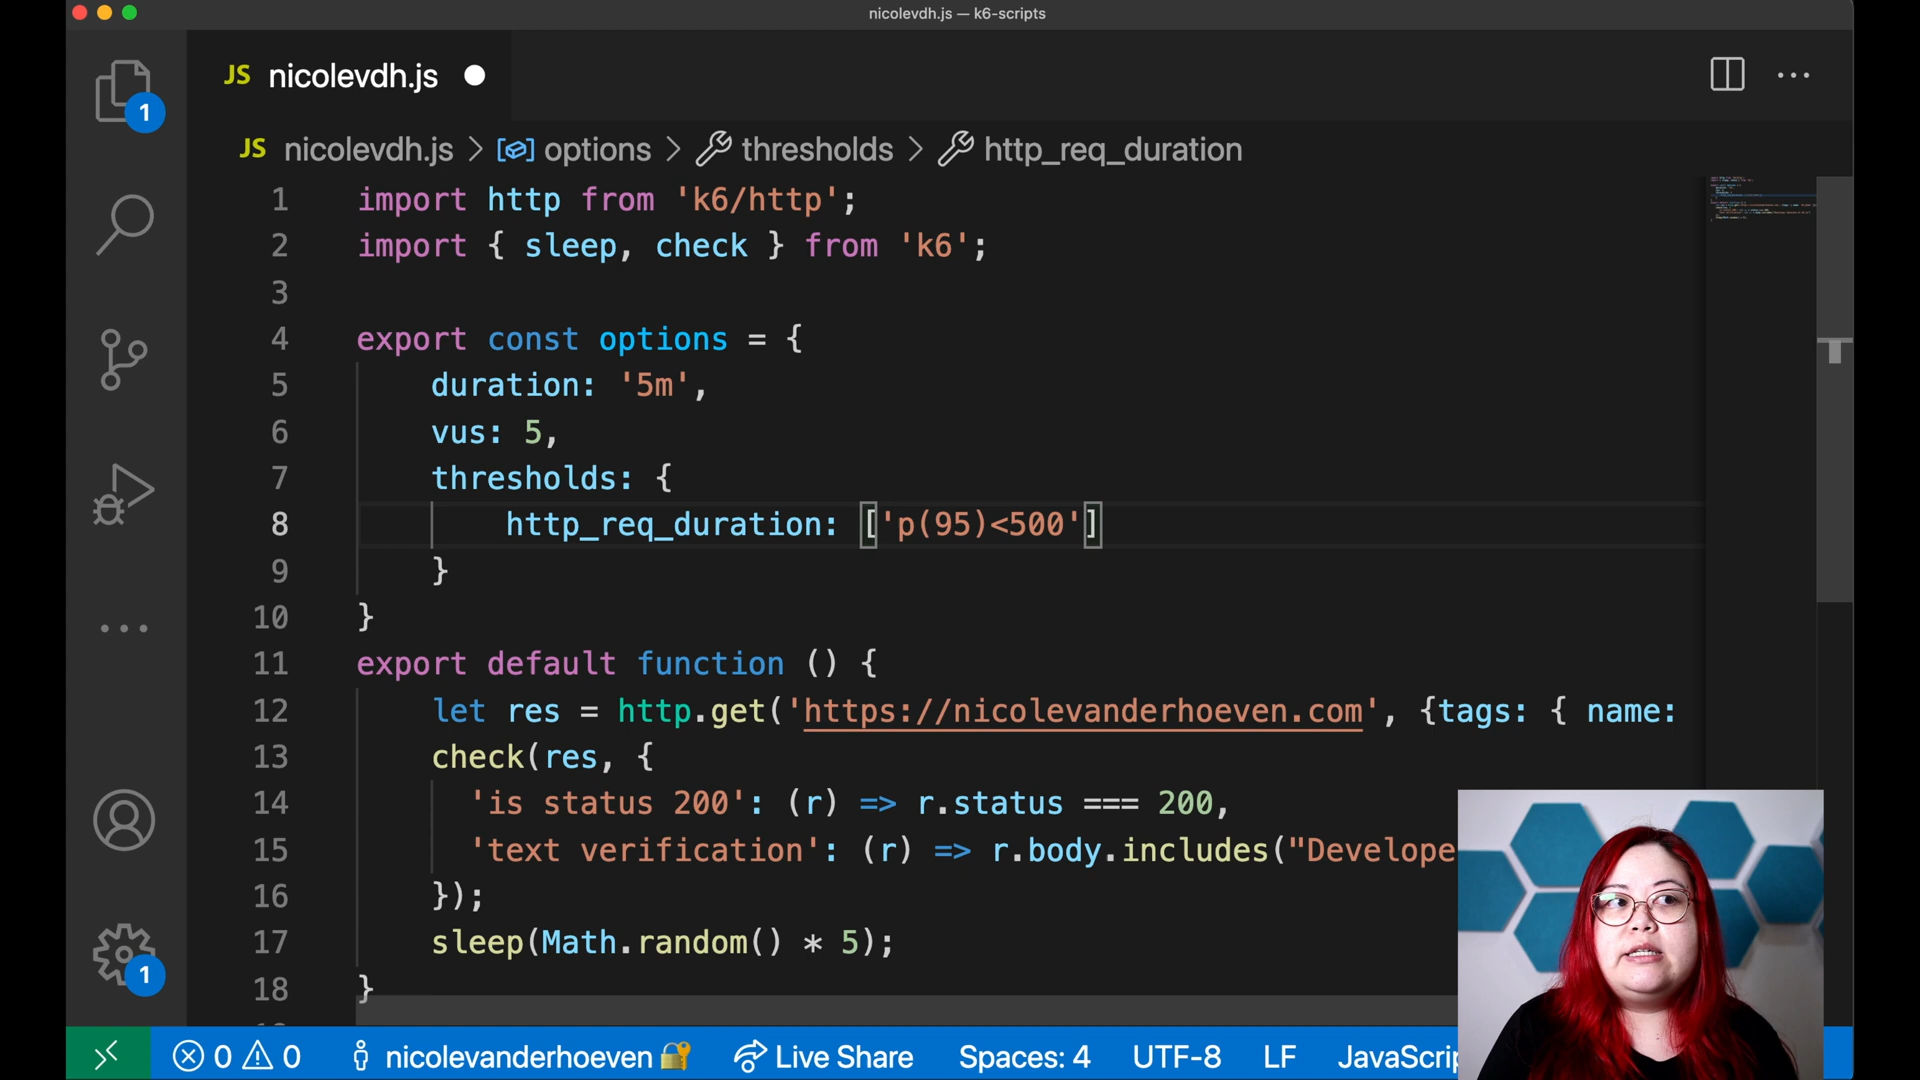 nicolevdh.js — k6-scripts
JS nicolevdh.js
1
JS nicolevdh.js > options > thresholds > http_req_duration
1 import http from 'k6/http';
2 import { sleep, check } from 'k6';
3
4 export const options = {
5 duration: '5m',
6 vus: 5,
7 thresholds: {
8 http_req_duration: ['p(95)<500']
9 }
10 }
11 export default function () {
12 let res = http.get('https://nicolevanderhoeven.com', {tags: { name:
13 check(res, {
14 'is status 200': (r) => r.status === 200,
15 'text verification': (r) => r.body.includes("Develope
16 });
17 sleep(Math.random() * 5);
18 }
1
0 0 nicolevanderhoeven Live Share Spaces: 4 UTF-8 LF JavaScrip